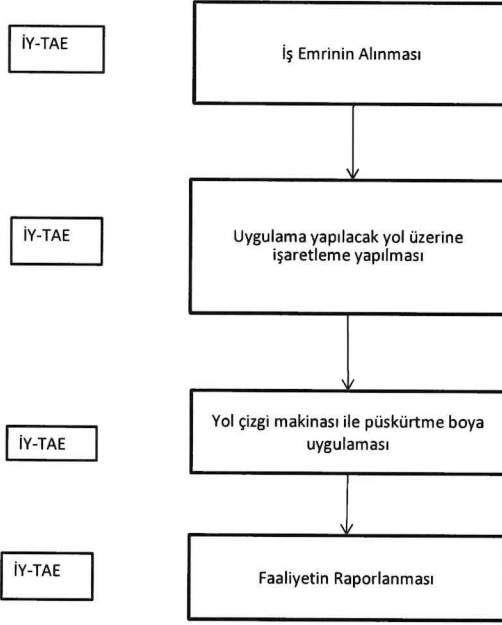 İY-TAE
İş Emrinin Alınması
İY-TAE
Uygulama yapılacak yol üzerine
işaretleme yapılması
İY-TAE
Yol çizgi makinası ile püskürtme boya
uygulaması
İY-TAE
Faaliyetin Raporlanması